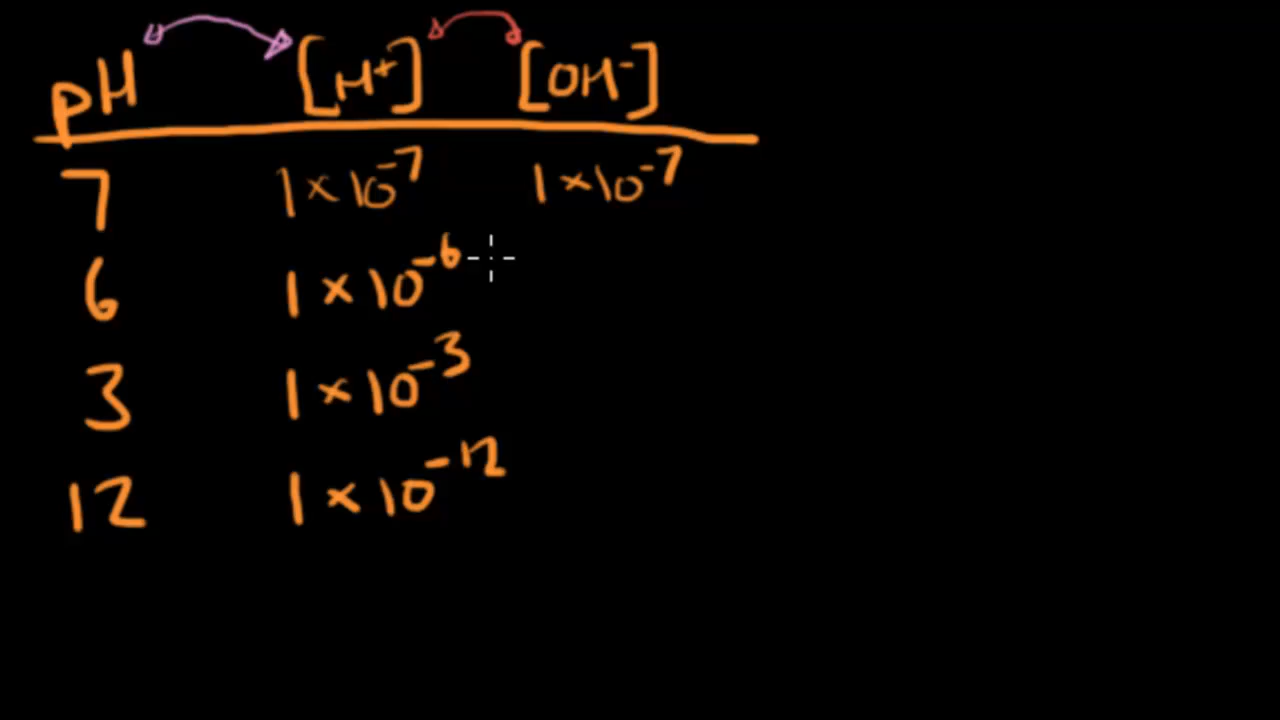 pH [H⁺] [OH⁻]
7 1 × 10⁻⁷ 1 × 10⁻⁷
6 1 × 10⁻⁶
3 1 × 10⁻³
12 1 × 10⁻¹²